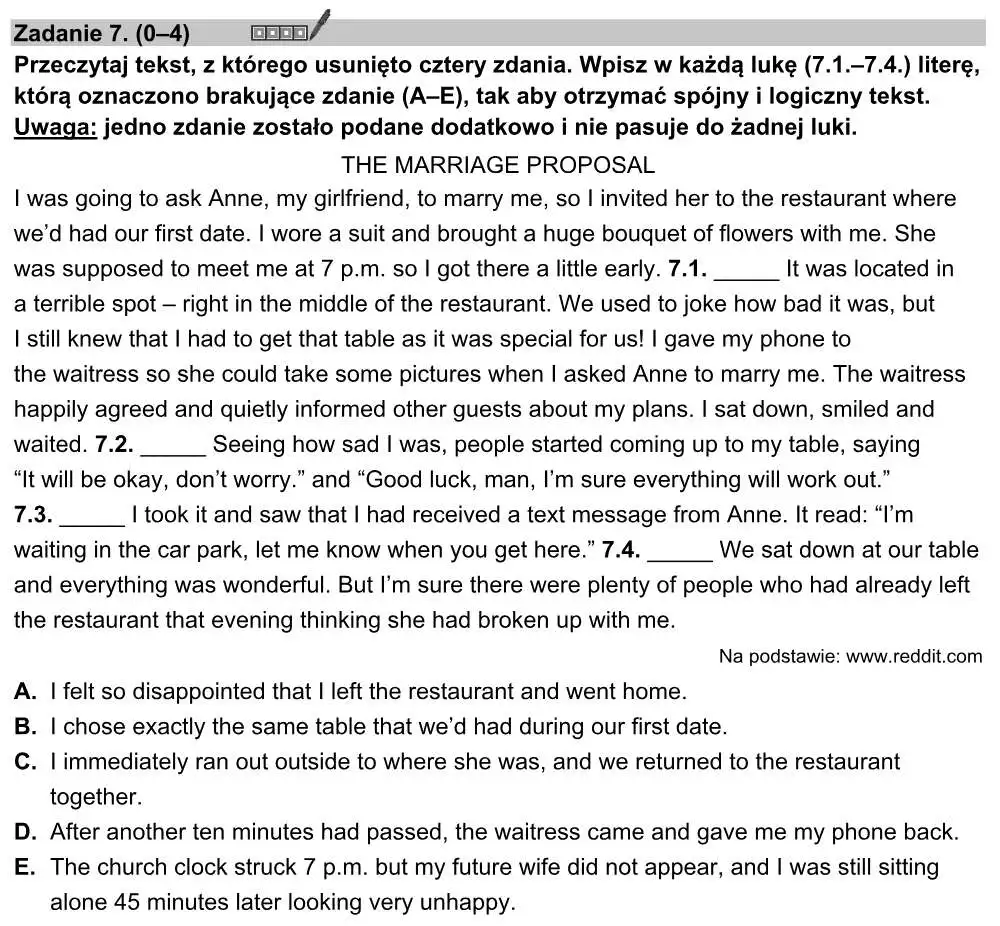 Zadanie 7. (0–4)
Przeczytaj tekst, z którego usunięto cztery zdania. Wpisz w każdą lukę (7.1.–7.4.) literę,
którą oznaczono brakujące zdanie (A–E), tak aby otrzymać spójny i logiczny tekst.
Uwaga: jedno zdanie zostało podane dodatkowo i nie pasuje do żadnej luki.
THE MARRIAGE PROPOSAL
I was going to ask Anne, my girlfriend, to marry me, so I invited her to the restaurant where
we’d had our first date. I wore a suit and brought a huge bouquet of flowers with me. She
was supposed to meet me at 7 p.m. so I got there a little early. 7.1. _____ It was located in
a terrible spot – right in the middle of the restaurant. We used to joke how bad it was, but
I still knew that I had to get that table as it was special for us! I gave my phone to
the waitress so she could take some pictures when I asked Anne to marry me. The waitress
happily agreed and quietly informed other guests about my plans. I sat down, smiled and
waited. 7.2. _____ Seeing how sad I was, people started coming up to my table, saying
“It will be okay, don’t worry.” and “Good luck, man, I’m sure everything will work out.”
7.3. _____ I took it and saw that I had received a text message from Anne. It read: “I’m
waiting in the car park, let me know when you get here.” 7.4. _____ We sat down at our table
and everything was wonderful. But I’m sure there were plenty of people who had already left
the restaurant that evening thinking she had broken up with me.
Na podstawie: www.reddit.com
A. I felt so disappointed that I left the restaurant and went home.
B. I chose exactly the same table that we’d had during our first date.
C. I immediately ran out outside to where she was, and we returned to the restaurant
together.
D. After another ten minutes had passed, the waitress came and gave me my phone back.
E. The church clock struck 7 p.m. but my future wife did not appear, and I was still sitting
alone 45 minutes later looking very unhappy.